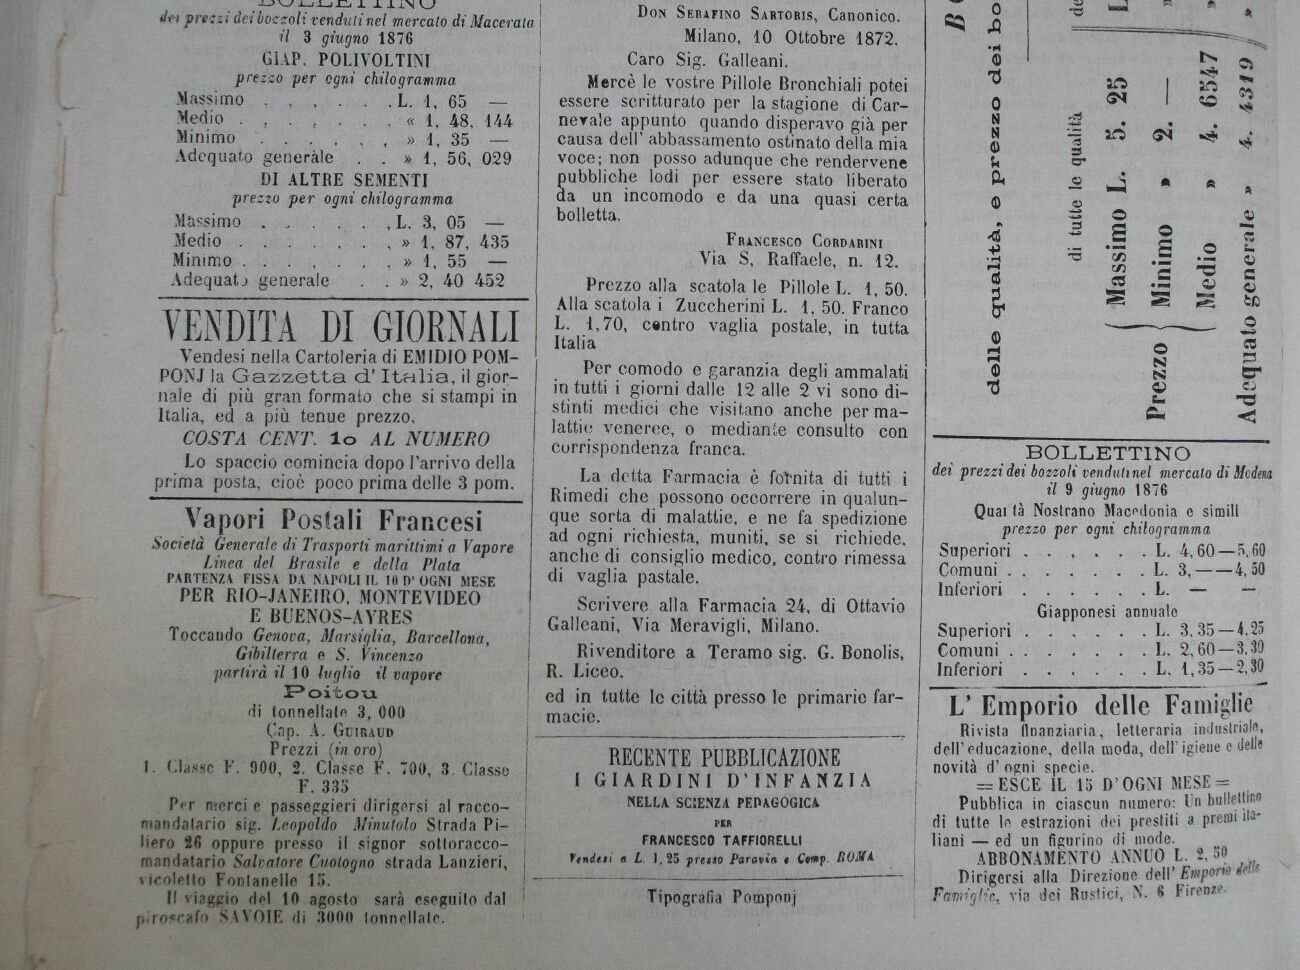 BOLLETTINO
dei prezzi dei bozzoli venduti nel mercato di Macerata
il 3 giugno 1876
GIAP. POLIVOLTINI
prezzo per ogni chilogramma
Massimo . . . . . . L. 1, 65 —
Medio . . . . . . . « 1, 48, 144
Minimo . . . . . . » 1, 35 —
Adequato generale . . » 1, 56, 029
DI ALTRE SEMENTI
prezzo per ogni chilogramma
Massimo . . . . . . L. 3, 05 —
Medio . . . . . . . » 1, 87, 435
Minimo . . . . . . . » 1, 55 —
Adequato generale . . » 2, 40 452
VENDITA DI GIORNALI
Vendesi nella Cartoleria di EMIDIO POM-
PONJ la Gazzetta d'Italia, il gior-
nale di più gran formato che si stampi in
Italia, ed a più tenue prezzo.
COSTA CENT. 10 AL NUMERO
Lo spaccio comincia dopo l'arrivo della
prima posta, cioè poco prima delle 3 pom.
Vapori Postali Francesi
Società Generale di Trasporti marittimi a Vapore
Linea del Brasile e della Plata
PARTENZA FISSA DA NAPOLI IL 10 D'OGNI MESE
PER RIO-JANEIRO, MONTEVIDEO
E BUENOS-AYRES
Toccando Genova, Marsiglia, Barcellona,
Gibilterra e S. Vincenzo
partirà il 10 luglio il vapore
Poitou
di tonnellate 3, 000
Cap. A. GUIRAUD
Prezzi (in oro)
1. Classe F. 900, 2. Classe F. 700, 3. Classe
F. 335
Per merci e passeggieri dirigersi al racco-
mandatario sig. Leopoldo Minutolo Strada Pi-
liero 26 oppure presso il signor sottoracco-
mandatario Salvatore Cuotogno strada Lanzieri,
vicoletto Fontanelle 15.
Il viaggio del 10 agosto sarà eseguito dal
piroscafo SAVOIE di 3000 tonnellate.
DON SERAFINO SARTORIS, Canonico.
Milano, 10 Ottobre 1872.
Caro Sig. Galleani.
Mercè le vostre Pillole Bronchiali potei
essere scritturato per la stagione di Car-
nevale appunto quando disperavo già per
causa dell' abbassamento ostinato della mia
voce; non posso adunque che rendervene
pubbliche lodi per essere stato liberato
da un incomodo e da una quasi certa
bolletta.
FRANCESCO CORDARINI
Via S, Raffaele, n. 12.
Prezzo alla scatola le Pillole L. 1, 50.
Alla scatola i Zuccherini L. 1, 50. Franco
L. 1,70, contro vaglia postale, in tutta
Italia
Per comodo e garanzia degli ammalati
in tutti i giorni dalle 12 alle 2 vi sono di-
stinti medici che visitano anche per ma-
lattie veneree, o mediante consulto con
corrispondenza franca.
La detta Farmacia è fornita di tutti i
Rimedi che possono occorrere in qualun-
que sorta di malattie, e ne fa spedizione
ad ogni richiesta, muniti, se si richiede,
anche di consiglio medico, contro rimessa
di vaglia pastale.
Scrivere alla Farmacia 24, di Ottavio
Galleani, Via Meravigli, Milano.
Rivenditore a Teramo sig. G. Bonolis,
R. Liceo.
ed in tutte le città presso le primarie far-
macie.
RECENTE PUBBLICAZIONE
I GIARDINI D'INFANZIA
NELLA SCIENZA PEDAGOGICA
PER
FRANCESCO TAFFIORELLI
Vendesi a L. 1,25 presso Paravia e Comp. ROMA
Tipografia Pomponj
delle qualità, e prezzo dei bo
di tutte le qualità
Prezzo
Massimo L. 5. 25
Minimo » 2. —
Medio » 4. 6547
Adequato generale » 4. 4319
BOLLETTINO
dei prezzi dei bozzoli venduti nel mercato di Modena
il 9 giugno 1876
Qualità Nostrano Macedonia e simili
prezzo per ogni chilogramma
Superiori . . . . . . L. 4,60—5,60
Comuni . . . . . . . L. 3,——4,50
Inferiori . . . . . . L. — —
Giapponesi annuale
Superiori . . . . . . L. 3,35—4,25
Comuni . . . . . . . L. 2,60—3,30
Inferiori . . . . . . L. 1,35—2,30
L' Emporio delle Famiglie
Rivista finanziaria, letteraria industriale,
dell'educazione, della moda, dell'igiene e delle
novità d'ogni specie.
= ESCE IL 15 D'OGNI MESE =
Pubblica in ciascun numero: Un bullettino
di tutte le estrazioni dei prestiti a premi ita-
liani — ed un figurino di mode.
ABBONAMENTO ANNUO L. 2,50
Dirigersi alla Direzione dell' Emporio delle
Famiglie, via dei Rustici, N. 6 Firenze.